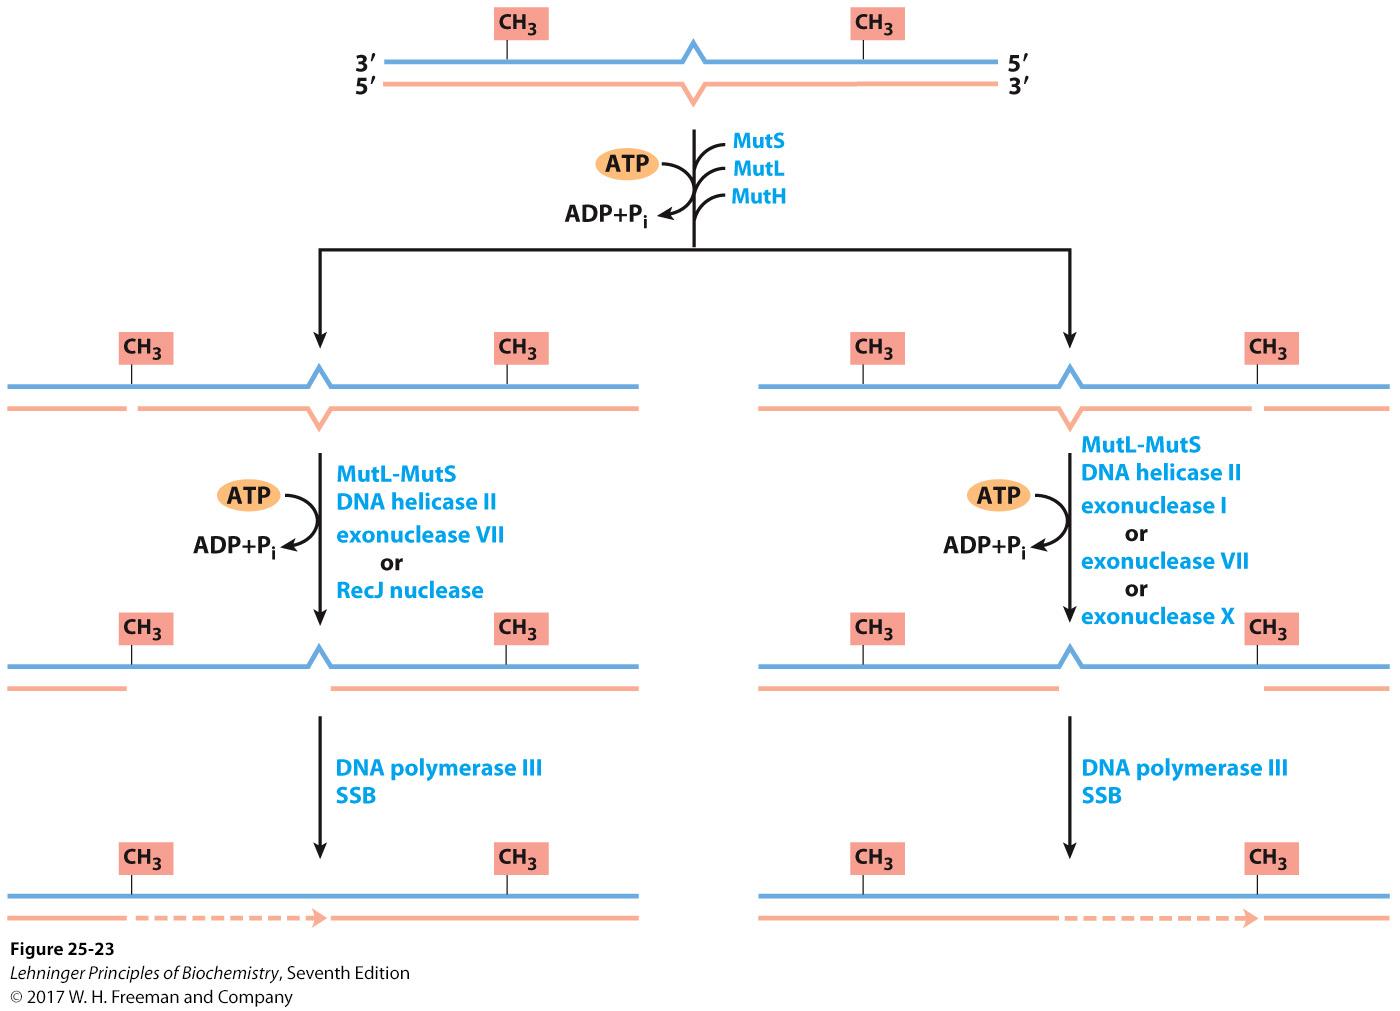 CH3 CH3
3′ 5′
5′ 3′
MutS
ATP MutL
MutH
ADP+Pi
CH3 CH3 CH3 CH3
MutL-MutS
DNA helicase II
ATP
exonuclease VII
ADP+Pi
or
RecJ nuclease
MutL-MutS
DNA helicase II
ATP
exonuclease I
or
ADP+Pi
exonuclease VII
or
exonuclease X
CH3 CH3 CH3 CH3
DNA polymerase III
SSB
DNA polymerase III
SSB
CH3 CH3 CH3 CH3
Figure 25-23
Lehninger Principles of Biochemistry, Seventh Edition
© 2017 W. H. Freeman and Company